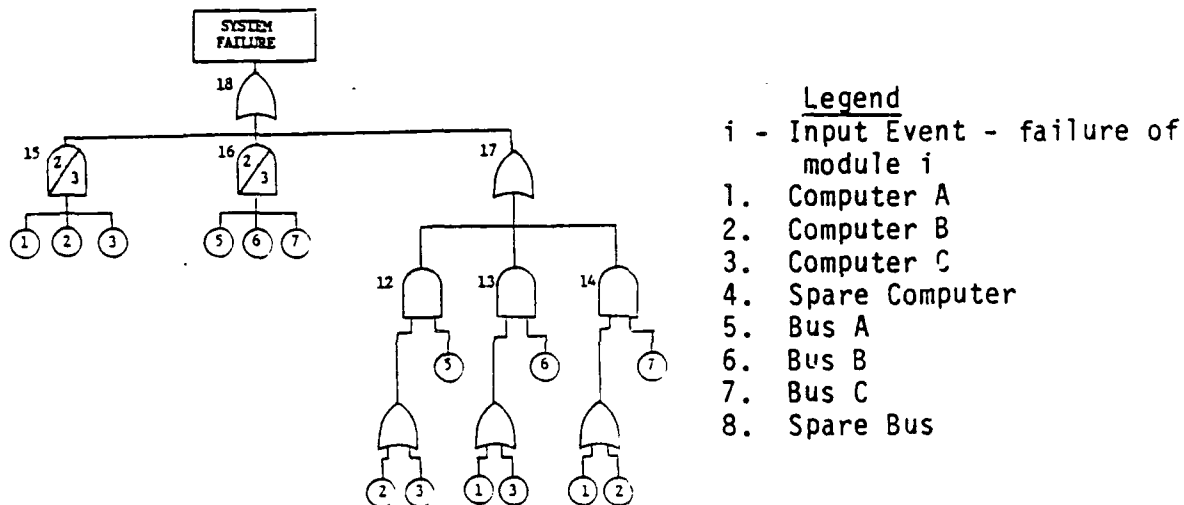 SYSTEM
FAILURE
18
15
2
3
16
2
3
17
1
2
3
5
6
7
12
13
14
5
6
7
2
3
1
3
1
2
Legend
i - Input Event - failure of
module i
1. Computer A
2. Computer B
3. Computer C
4. Spare Computer
5. Bus A
6. Bus B
7. Bus C
8. Spare Bus